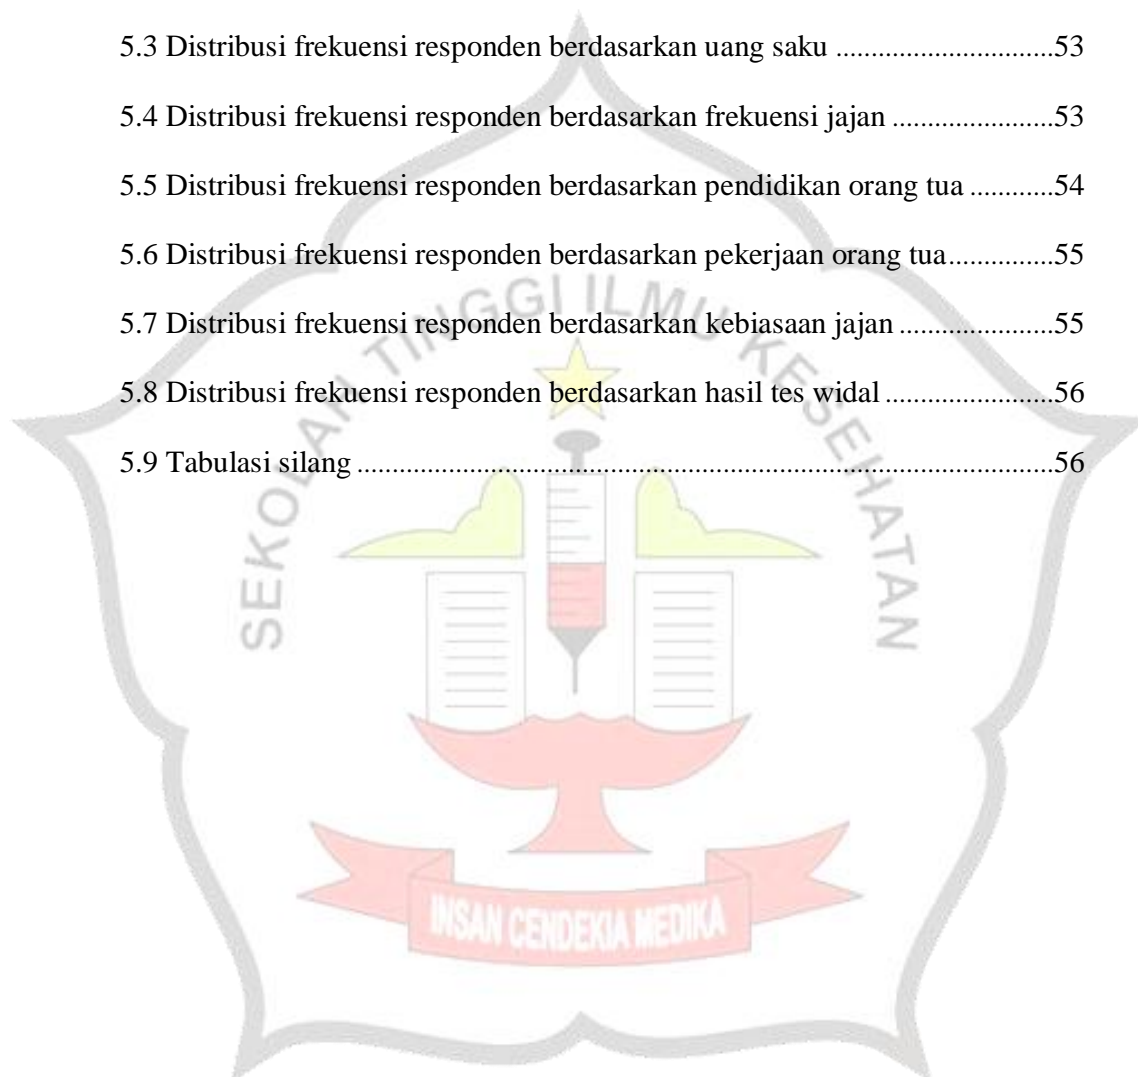 5.3 Distribusi frekuensi responden berdasarkan uang saku ..............................53
5.4 Distribusi frekuensi responden berdasarkan frekuensi jajan ......................53
5.5 Distribusi frekuensi responden berdasarkan pendidikan orang tua ...........54
5.6 Distribusi frekuensi responden berdasarkan pekerjaan orang tua..............55
5.7 Distribusi frekuensi responden berdasarkan kebiasaan jajan .....................55
5.8 Distribusi frekuensi responden berdasarkan hasil tes widal .......................56
5.9 Tabulasi silang .................................................................................................56
SEKOLAH TINGGI ILMU KESEHATAN
INSAN CENDEKIA MEDIKA